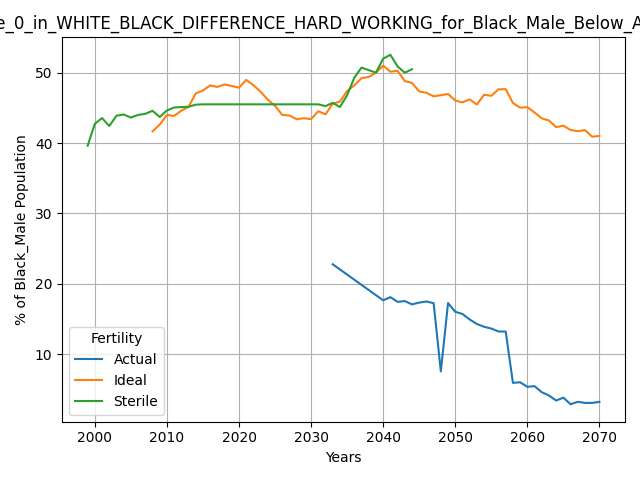 e_0_in_WHITE_BLACK_DIFFERENCE_HARD_WORKING_for_Black_Male_Below_A
% of Black_Male Population
50
40
30
20
10
Fertility
Actual
Ideal
Sterile
2000 2010 2020 2030 2040 2050 2060 2070
Years